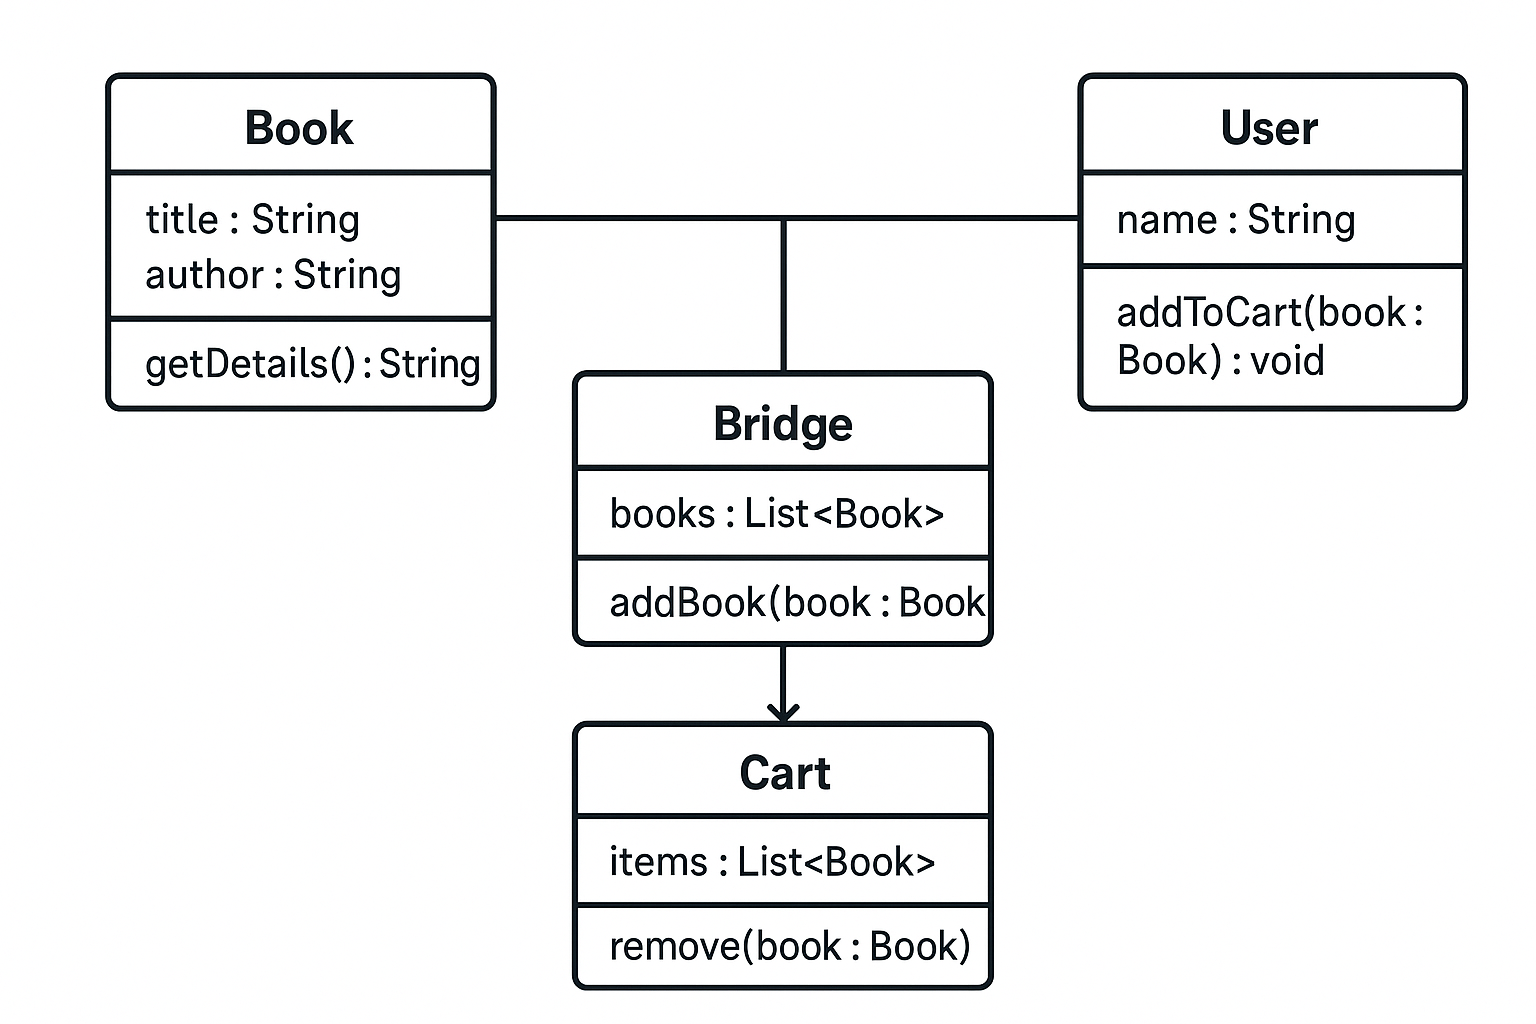 Book
title : String
author : String
getDetails() : String
User
name : String
addToCart(book :
Book) : void
Bridge
books : List<Book>
addBook(book : Book
Cart
items : List<Book>
remove(book : Book)